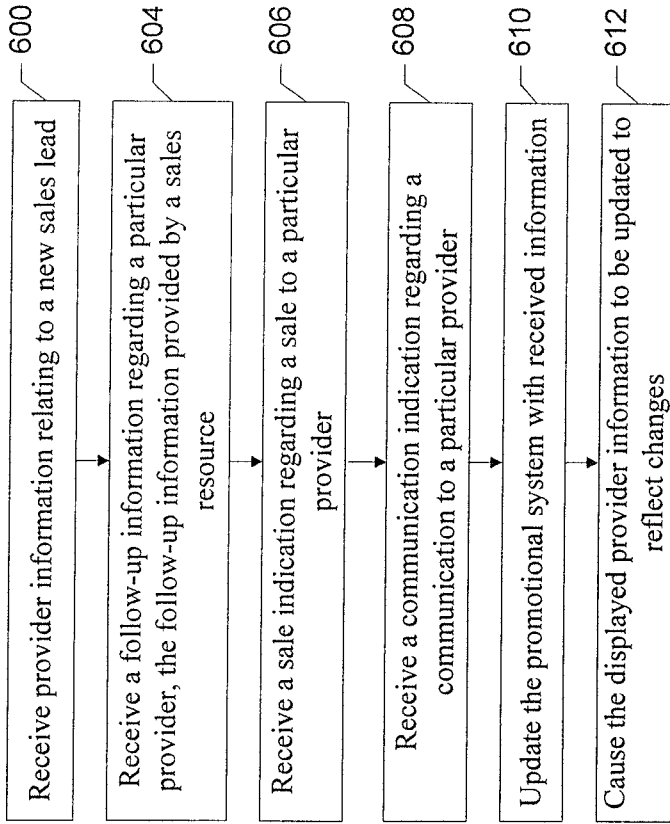 Receive provider information relating to a new sales lead
600
Receive a follow-up information regarding a particular
provider, the follow-up information provided by a sales
resource
604
Receive a sale indication regarding a sale to a particular
provider
606
Receive a communication indication regarding a
communication to a particular provider
608
Update the promotional system with received information
610
Cause the displayed provider information to be updated to
reflect changes
612